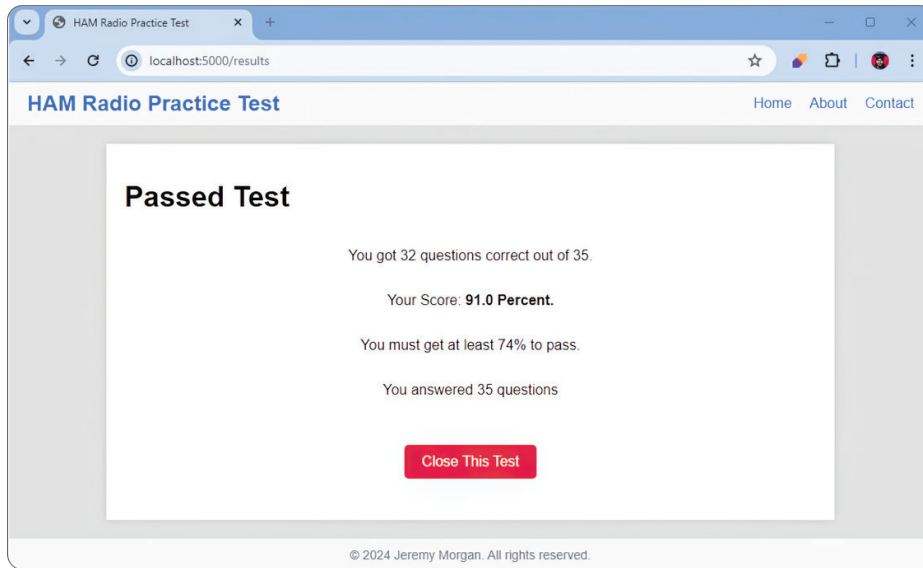 HAM Radio Practice Test
localhost:5000/results
HAM Radio Practice Test
Home About Contact
Passed Test
You got 32 questions correct out of 35.
Your Score: 91.0 Percent.
You must get at least 74% to pass.
You answered 35 questions
Close This Test
© 2024 Jeremy Morgan. All rights reserved.